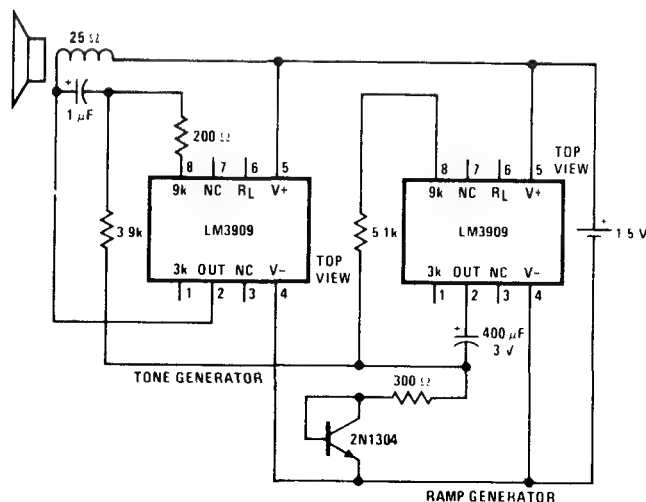 25 Ω
+
1 μF
200 Ω
8 7 6 5
9k NC RL V+
LM3909
3k OUT NC V−
1 2 3 4
TOP
VIEW
3 9k
TONE GENERATOR
5 1k
8 7 6 5
9k NC RL V+
LM3909
3k OUT NC V−
1 2 3 4
TOP
VIEW
+
1 5 V
+
400 μF
3 V
300 Ω
2N1304
RAMP GENERATOR